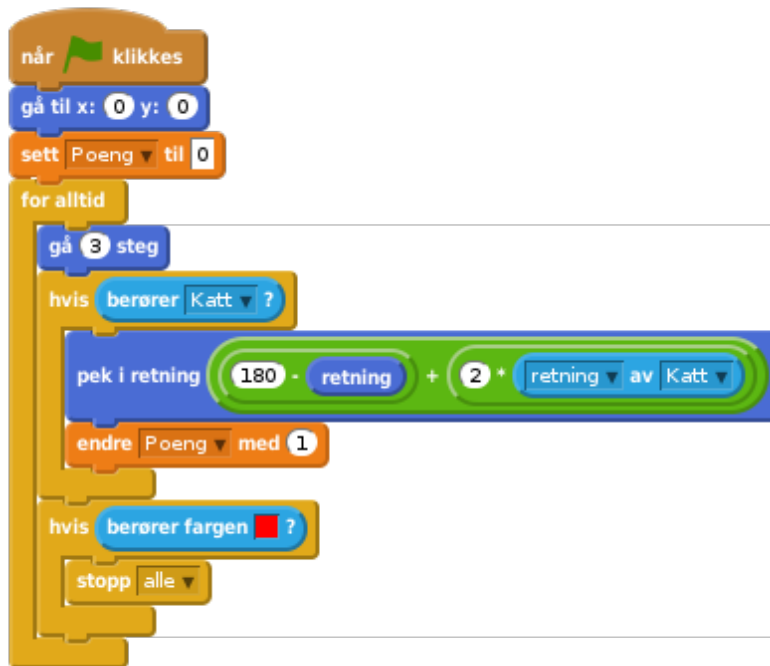 når klikkes
gå til x: 0 y: 0
sett Poeng til 0
for alltid
gå 3 steg
hvis berører Katt ?
pek i retning 180 - retning + 2 * retning av Katt
endre Poeng med 1
hvis berører fargen ?
stopp alle